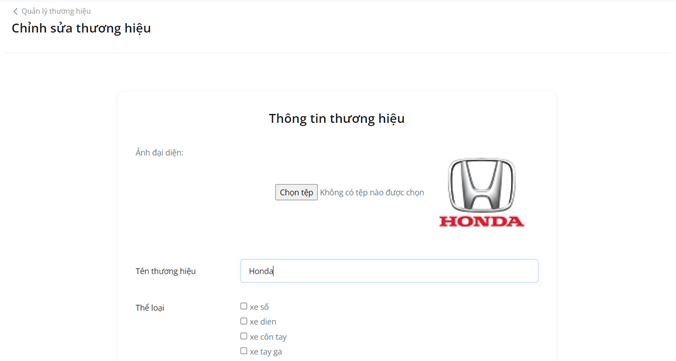 Quản lý thương hiệu
Chỉnh sửa thương hiệu
Thông tin thương hiệu
Ảnh đại diện:
Chọn tệp Không có tệp nào được chọn
HONDA
Tên thương hiệu Honda
Thể loại
xe số
xe dien
xe côn tay
xe tay ga